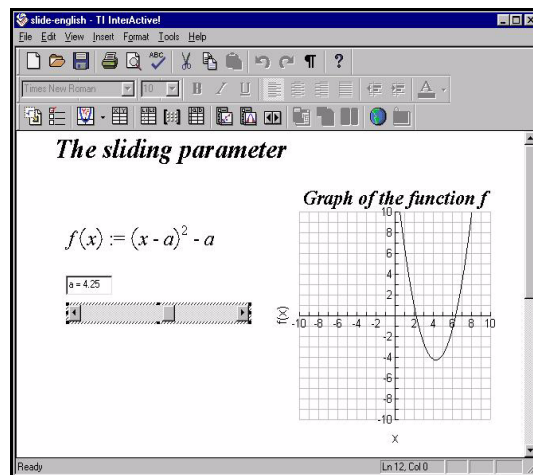 slide-english - TI InterActive!
File Edit View Insert Format Tools Help
ABC
Times New Roman 10 B I U A
The sliding parameter
Graph of the function f
f(x) := (x - a)² - a
a = 4.25
f(x)
10
8
6
4
2
-10 -8 -6 -4 -2 2 4 6 8 10
-2
-4
-6
-8
-10
x
Ready Ln 12, Col 0